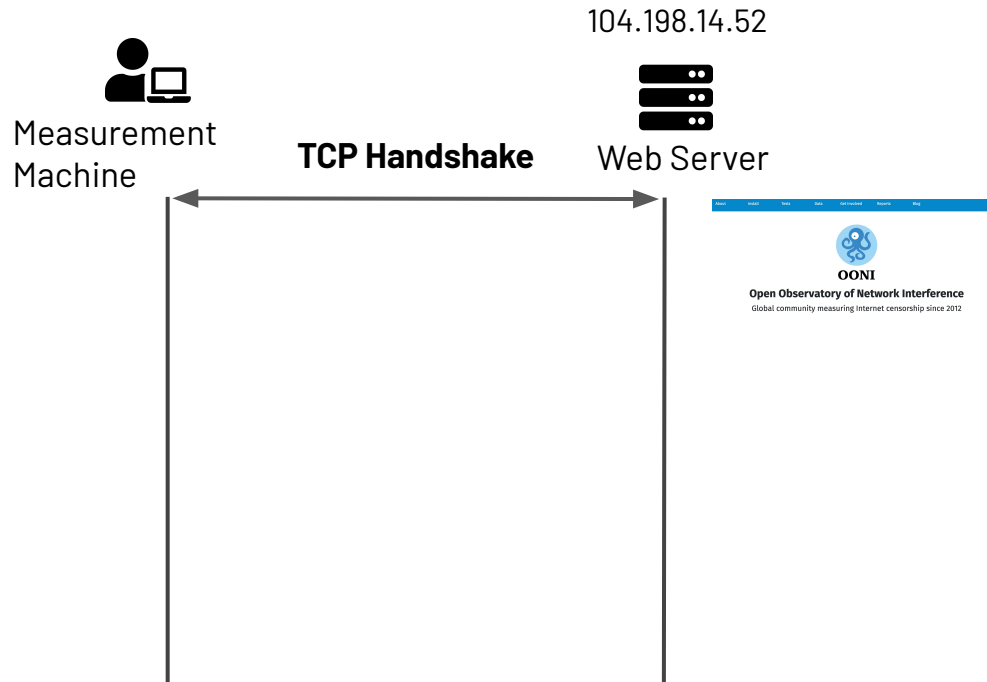 104.198.14.52
Measurement
Machine
TCP Handshake
Web Server
About Install Tests Data Get Involved Reports Blog
OONI
Open Observatory of Network Interference
Global community measuring Internet censorship since 2012